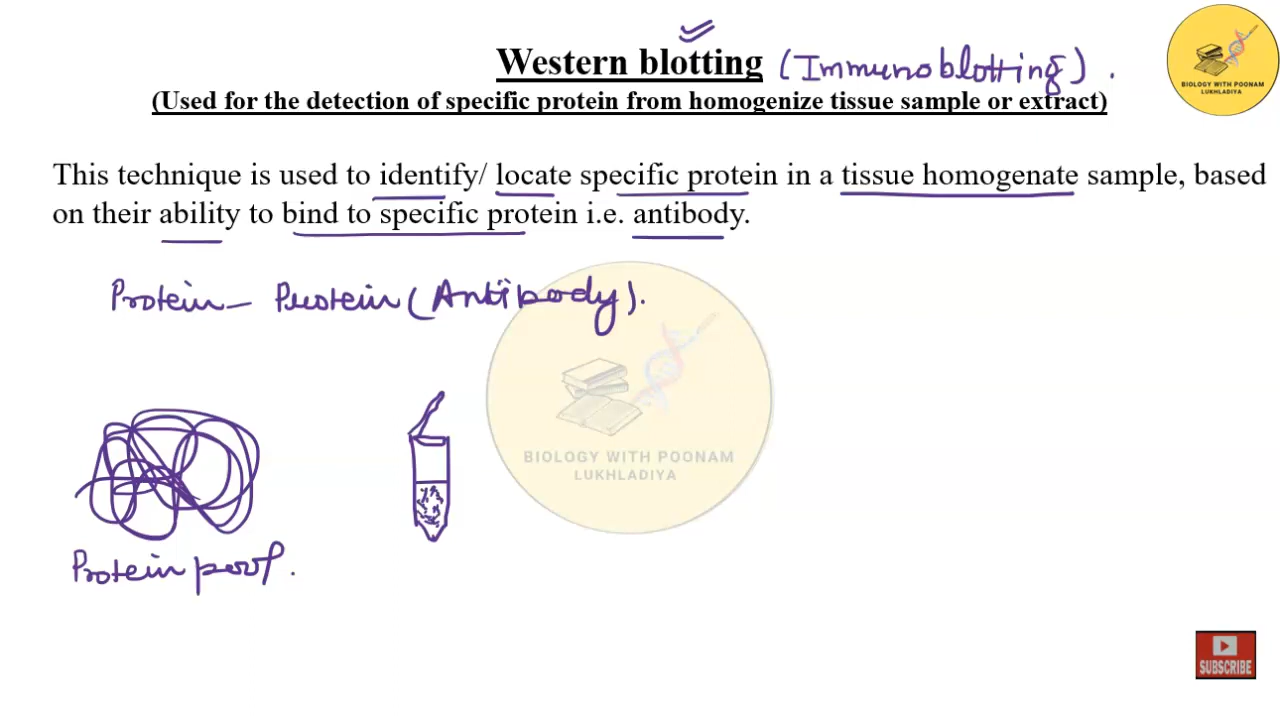 Western blotting (Immunoblotting).
(Used for the detection of specific protein from homogenize tissue sample or extract)
BIOLOGY WITH POONAM
LUKHLADIYA
This technique is used to identify/ locate specific protein in a tissue homogenate sample, based
on their ability to bind to specific protein i.e. antibody.
Protein – Protein (Antibody).
BIOLOGY WITH POONAM
LUKHLADIYA
Protein
SUBSCRIBE